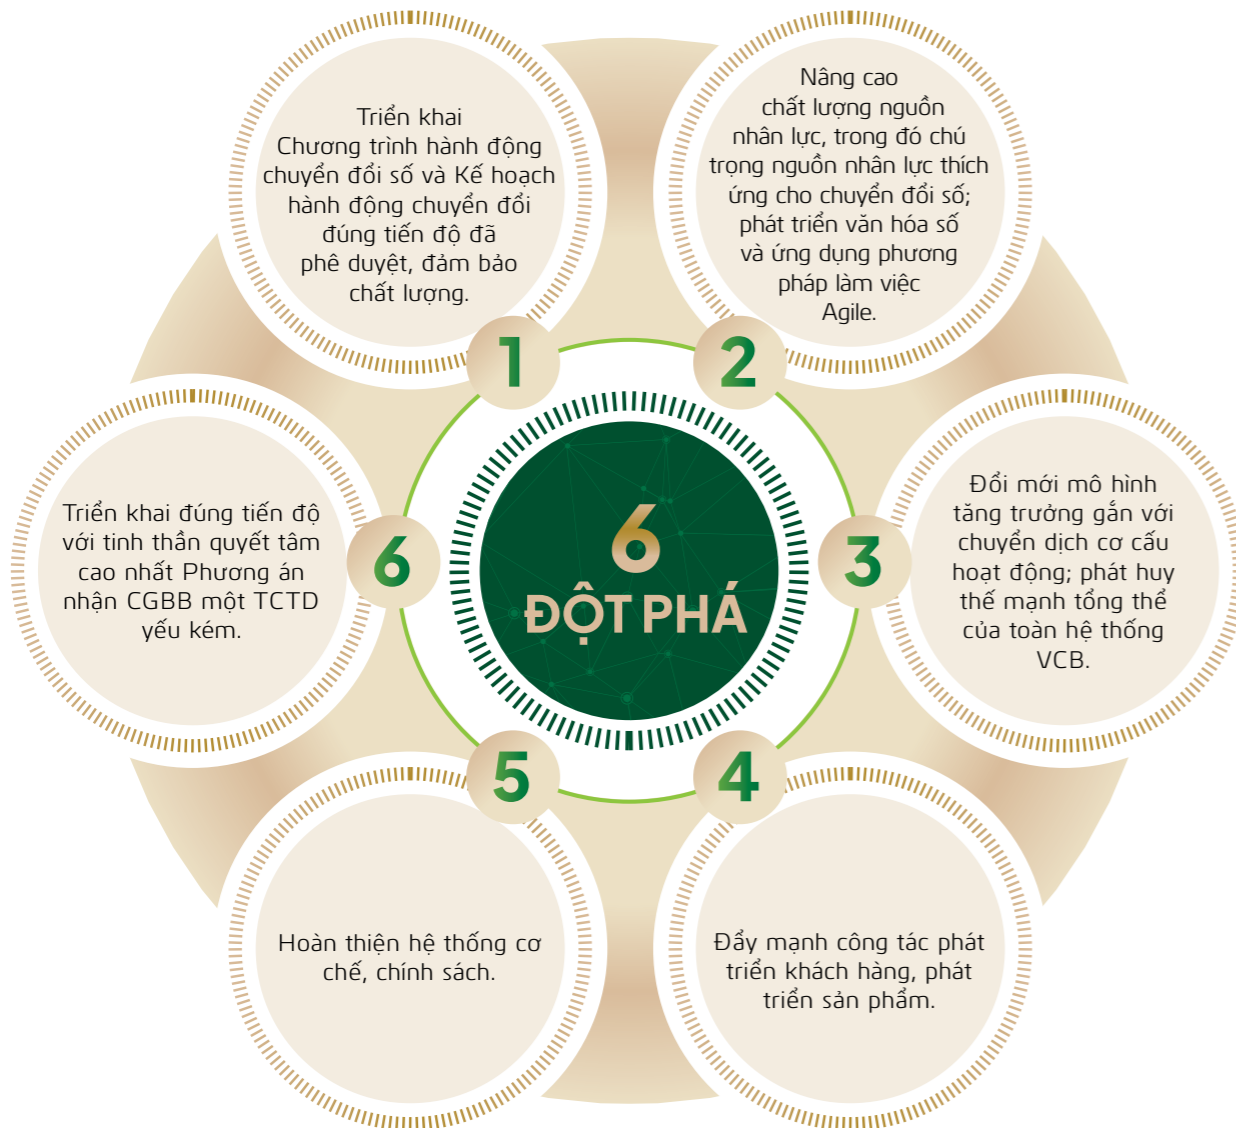 Triển khai
Chương trình hành động
chuyển đổi số và Kế hoạch
hành động chuyển đổi
đúng tiến độ đã
phê duyệt, đảm bảo
chất lượng.
1
Nâng cao
chất lượng nguồn
nhân lực, trong đó chú
trọng nguồn nhân lực thích
ứng cho chuyển đổi số;
phát triển văn hóa số
và ứng dụng phương
pháp làm việc
Agile.
2
Đổi mới mô hình
tăng trưởng gắn với
chuyển dịch cơ cấu
hoạt động; phát huy
thế mạnh tổng thể
của toàn hệ thống
VCB.
3
6
ĐỘT PHÁ
Triển khai đúng tiến độ
với tinh thần quyết tâm
cao nhất Phương án
nhận CGBB một TCTD
yếu kém.
6
5
Hoàn thiện hệ thống cơ
chế, chính sách.
4
Đẩy mạnh công tác phát
triển khách hàng, phát
triển sản phẩm.